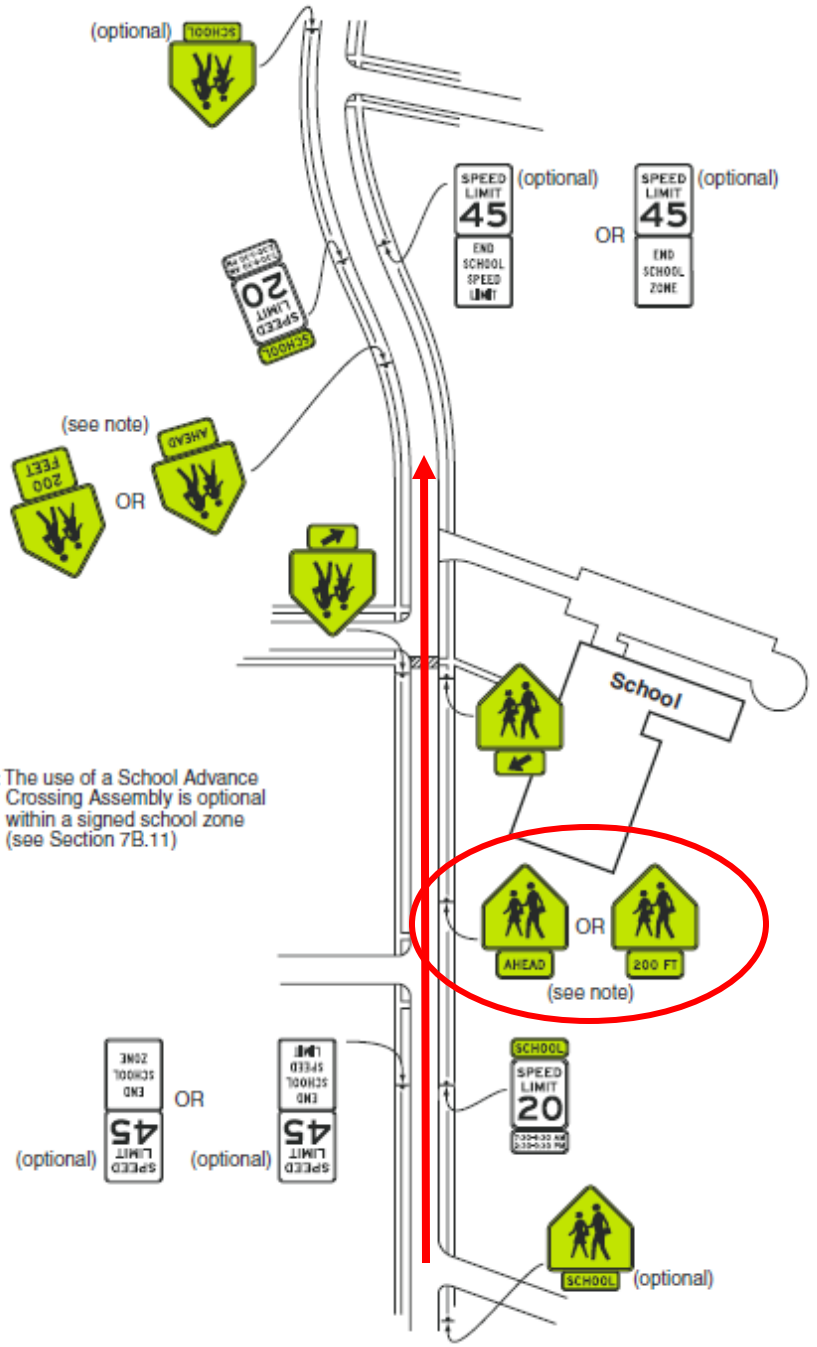 (optional)
SCHOOL
SPEED
LIMIT
45
(optional)
END
SCHOOL
SPEED
LIMIT
OR
SPEED
LIMIT
45
(optional)
END
SCHOOL
ZONE
SCHOOL
SPEED
LIMIT
20
(see note)
200
FEET
OR
AHEAD
School
The use of a School Advance
Crossing Assembly is optional
within a signed school zone
(see Section 7B.11)
AHEAD
OR
200 FT
(see note)
SPEED
LIMIT
45
END
SCHOOL
ZONE
(optional)
OR
SPEED
LIMIT
45
END
SCHOOL
SPEED
LIMIT
(optional)
SCHOOL
SPEED
LIMIT
20
SCHOOL
(optional)